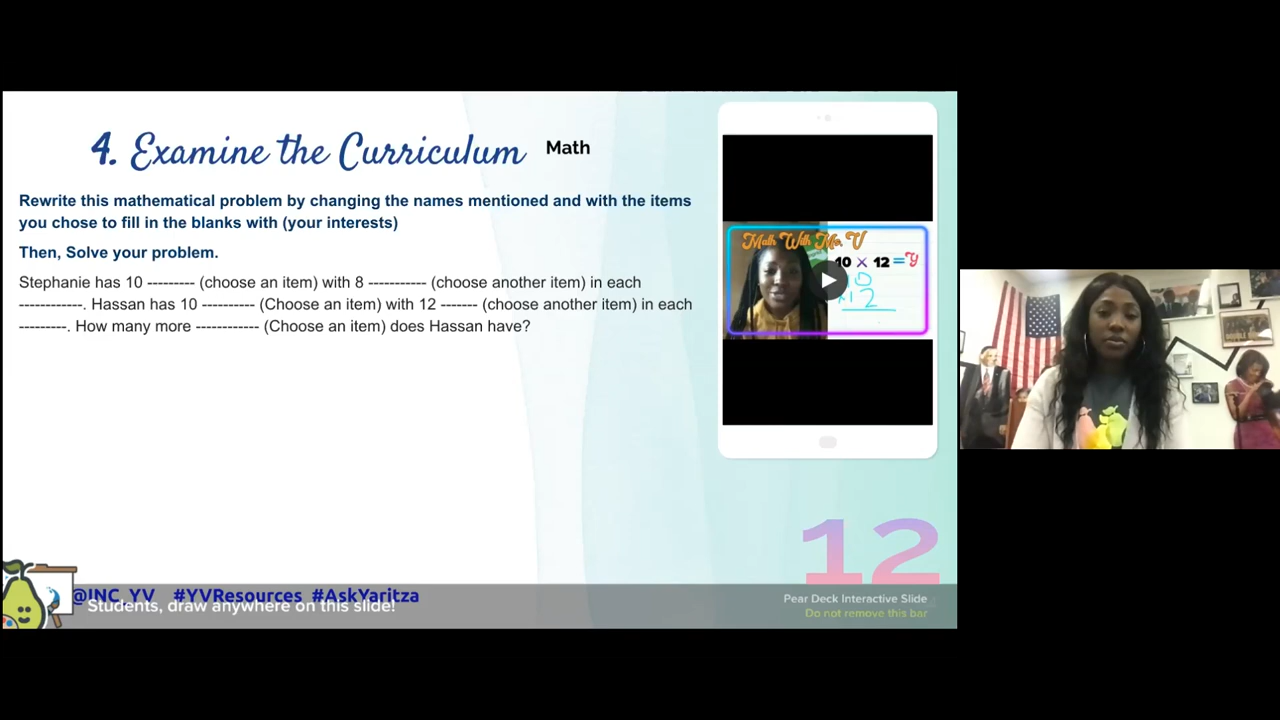 4. Examine the Curriculum Math
Rewrite this mathematical problem by changing the names mentioned and with the items
you chose to fill in the blanks with (your interests)
Then, Solve your problem.
Stephanie has 10 --------- (choose an item) with 8 ----------- (choose another item) in each
------------. Hassan has 10 ---------- (Choose an item) with 12 ------- (choose another item) in each
---------. How many more ------------ (Choose an item) does Hassan have?
Math With Ms. V
10 x 12 = y
10
x12
12
@INC_YV #YVResources #AskYaritza
Students, draw anywhere on this slide!
Pear Deck Interactive Slide
Do not remove this bar